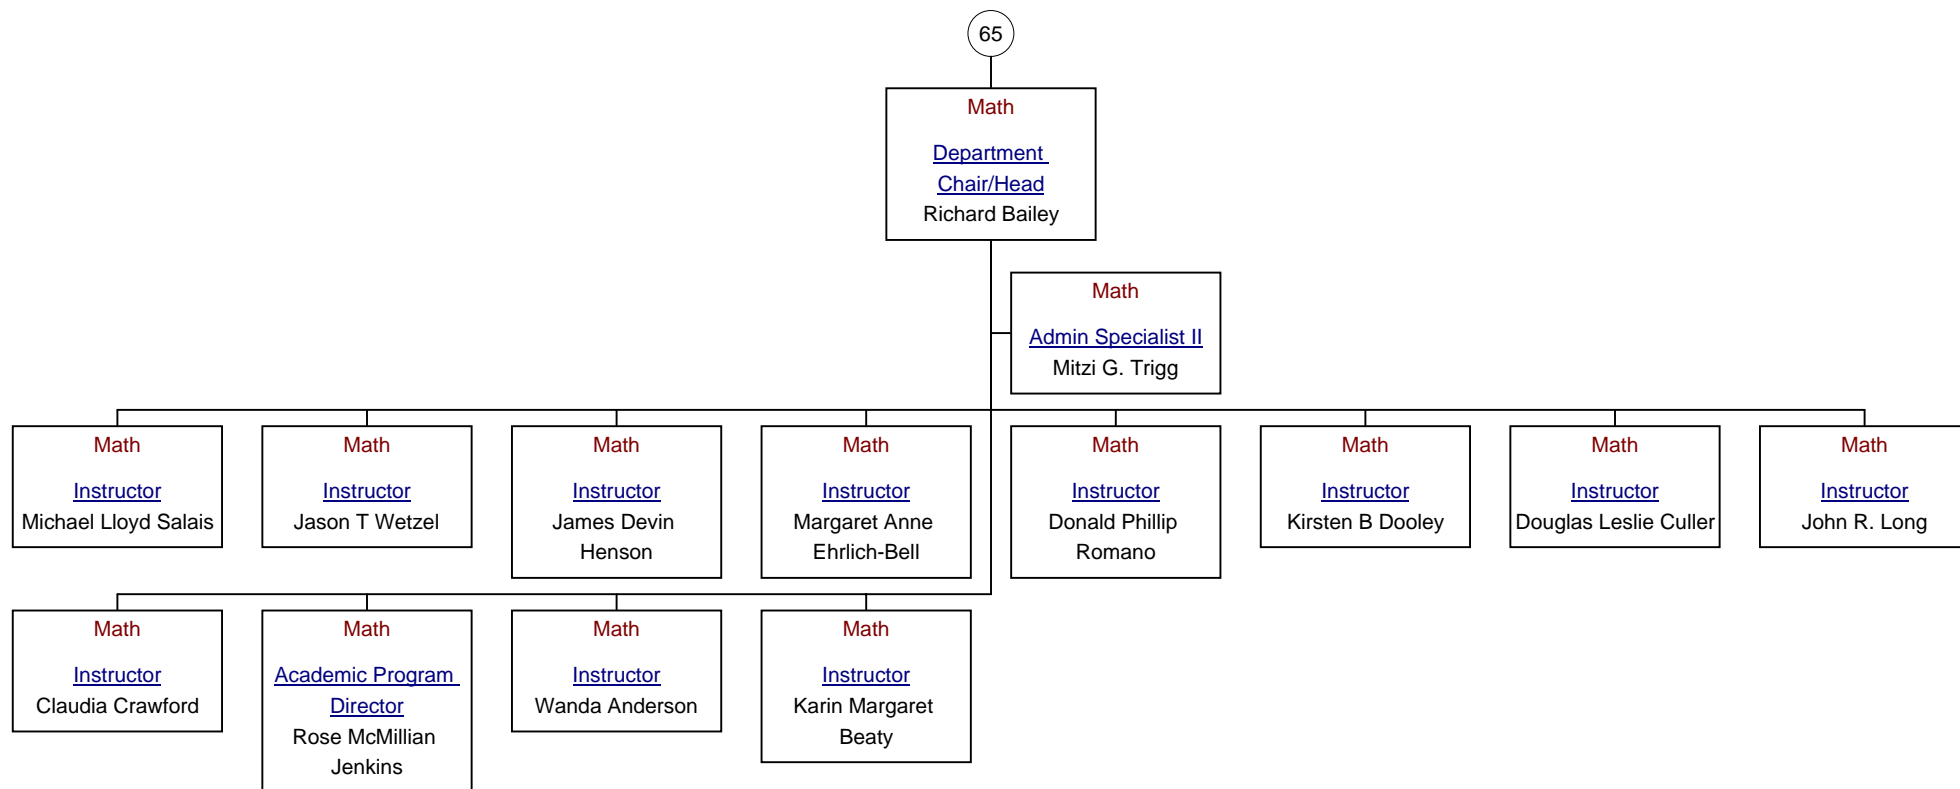 65
Math
Department
Chair/Head
Richard Bailey
Math
Admin Specialist II
Mitzi G. Trigg
Math
Instructor
Michael Lloyd Salais
Math
Instructor
Jason T Wetzel
Math
Instructor
James Devin
Henson
Math
Instructor
Margaret Anne
Ehrlich-Bell
Math
Instructor
Donald Phillip
Romano
Math
Instructor
Kirsten B Dooley
Math
Instructor
Douglas Leslie Culler
Math
Instructor
John R. Long
Math
Instructor
Claudia Crawford
Math
Academic Program
Director
Rose McMillian
Jenkins
Math
Instructor
Wanda Anderson
Math
Instructor
Karin Margaret
Beaty